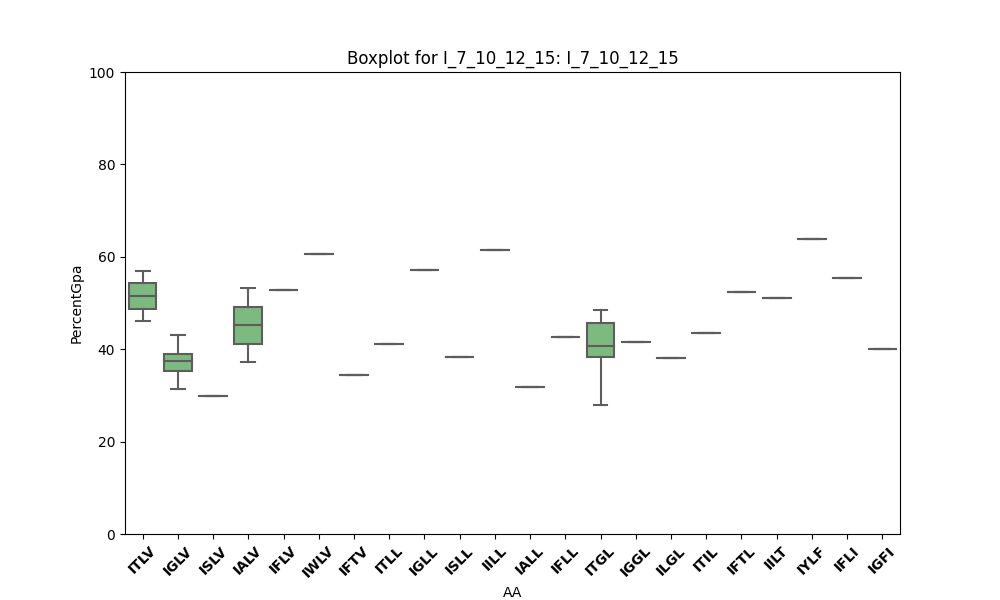 Boxplot for I_7_10_12_15: I_7_10_12_15
100
80
60
40
20
0
PercentGpa
ITLV
IGLV
ISLV
IALV
IFLV
IWLV
IFTV
ITLL
IGLL
ISLL
IILL
IALL
IFLL
ITGL
IGGL
ILGL
ITIL
IFTL
IILT
IYLF
IFLI
IGFI
AA